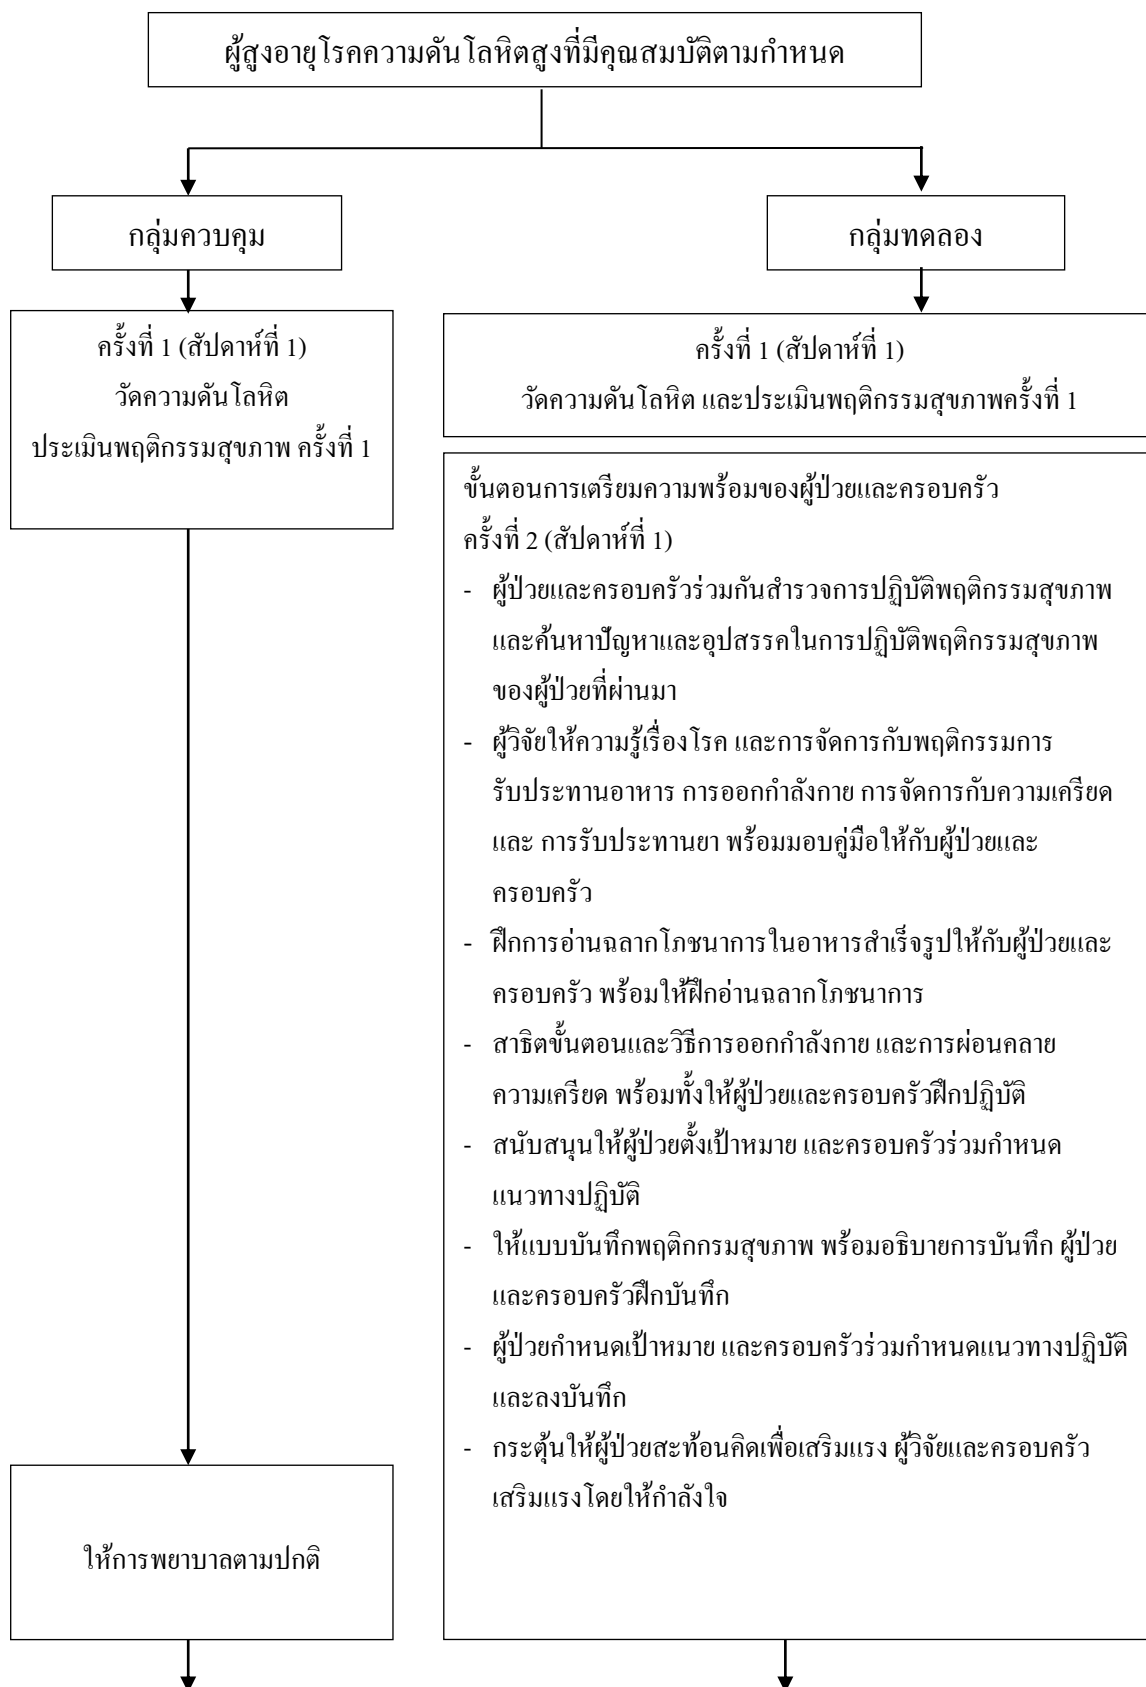 ผู้สูงอายุโรคความดันโลหิตสูงที่มีคุณสมบัติตามกำหนด
กลุ่มควบคุม
กลุ่มทดลอง
ครั้งที่ 1 (สัปดาห์ที่ 1)
วัดความดันโลหิต
ประเมินพฤติกรรมสุขภาพ ครั้งที่ 1
ครั้งที่ 1 (สัปดาห์ที่ 1)
วัดความดันโลหิต และประเมินพฤติกรรมสุขภาพครั้งที่ 1
ขั้นตอนการเตรียมความพร้อมของผู้ป่วยและครอบครัว
ครั้งที่ 2 (สัปดาห์ที่ 1)
- ผู้ป่วยและครอบครัวร่วมกันสำรวจการปฏิบัติพฤติกรรมสุขภาพ
และค้นหาปัญหาและอุปสรรคในการปฏิบัติพฤติกรรมสุขภาพ
ของผู้ป่วยที่ผ่านมา
- ผู้วิจัยให้ความรู้เรื่องโรค และการจัดการกับพฤติกรรมการ
รับประทานอาหาร การออกกำลังกาย การจัดการกับความเครียด
และ การรับประทานยา พร้อมมอบคู่มือให้กับผู้ป่วยและ
ครอบครัว
- ฝึกการอ่านฉลากโภชนาการในอาหารสำเร็จรูปให้กับผู้ป่วยและ
ครอบครัว พร้อมให้ฝึกอ่านฉลากโภชนาการ
- สาธิตขั้นตอนและวิธีการออกกำลังกาย และการผ่อนคลาย
ความเครียด พร้อมทั้งให้ผู้ป่วยและครอบครัวฝึกปฏิบัติ
- สนับสนุนให้ผู้ป่วยตั้งเป้าหมาย และครอบครัวร่วมกำหนด
แนวทางปฏิบัติ
- ให้แบบบันทึกพฤติกกรมสุขภาพ พร้อมอธิบายการบันทึก ผู้ป่วย
และครอบครัวฝึกบันทึก
- ผู้ป่วยกำหนดเป้าหมาย และครอบครัวร่วมกำหนดแนวทางปฏิบัติ
และลงบันทึก
- กระตุ้นให้ผู้ป่วยสะท้อนคิดเพื่อเสริมแรง ผู้วิจัยและครอบครัว
เสริมแรงโดยให้กำลังใจ
ให้การพยาบาลตามปกติ